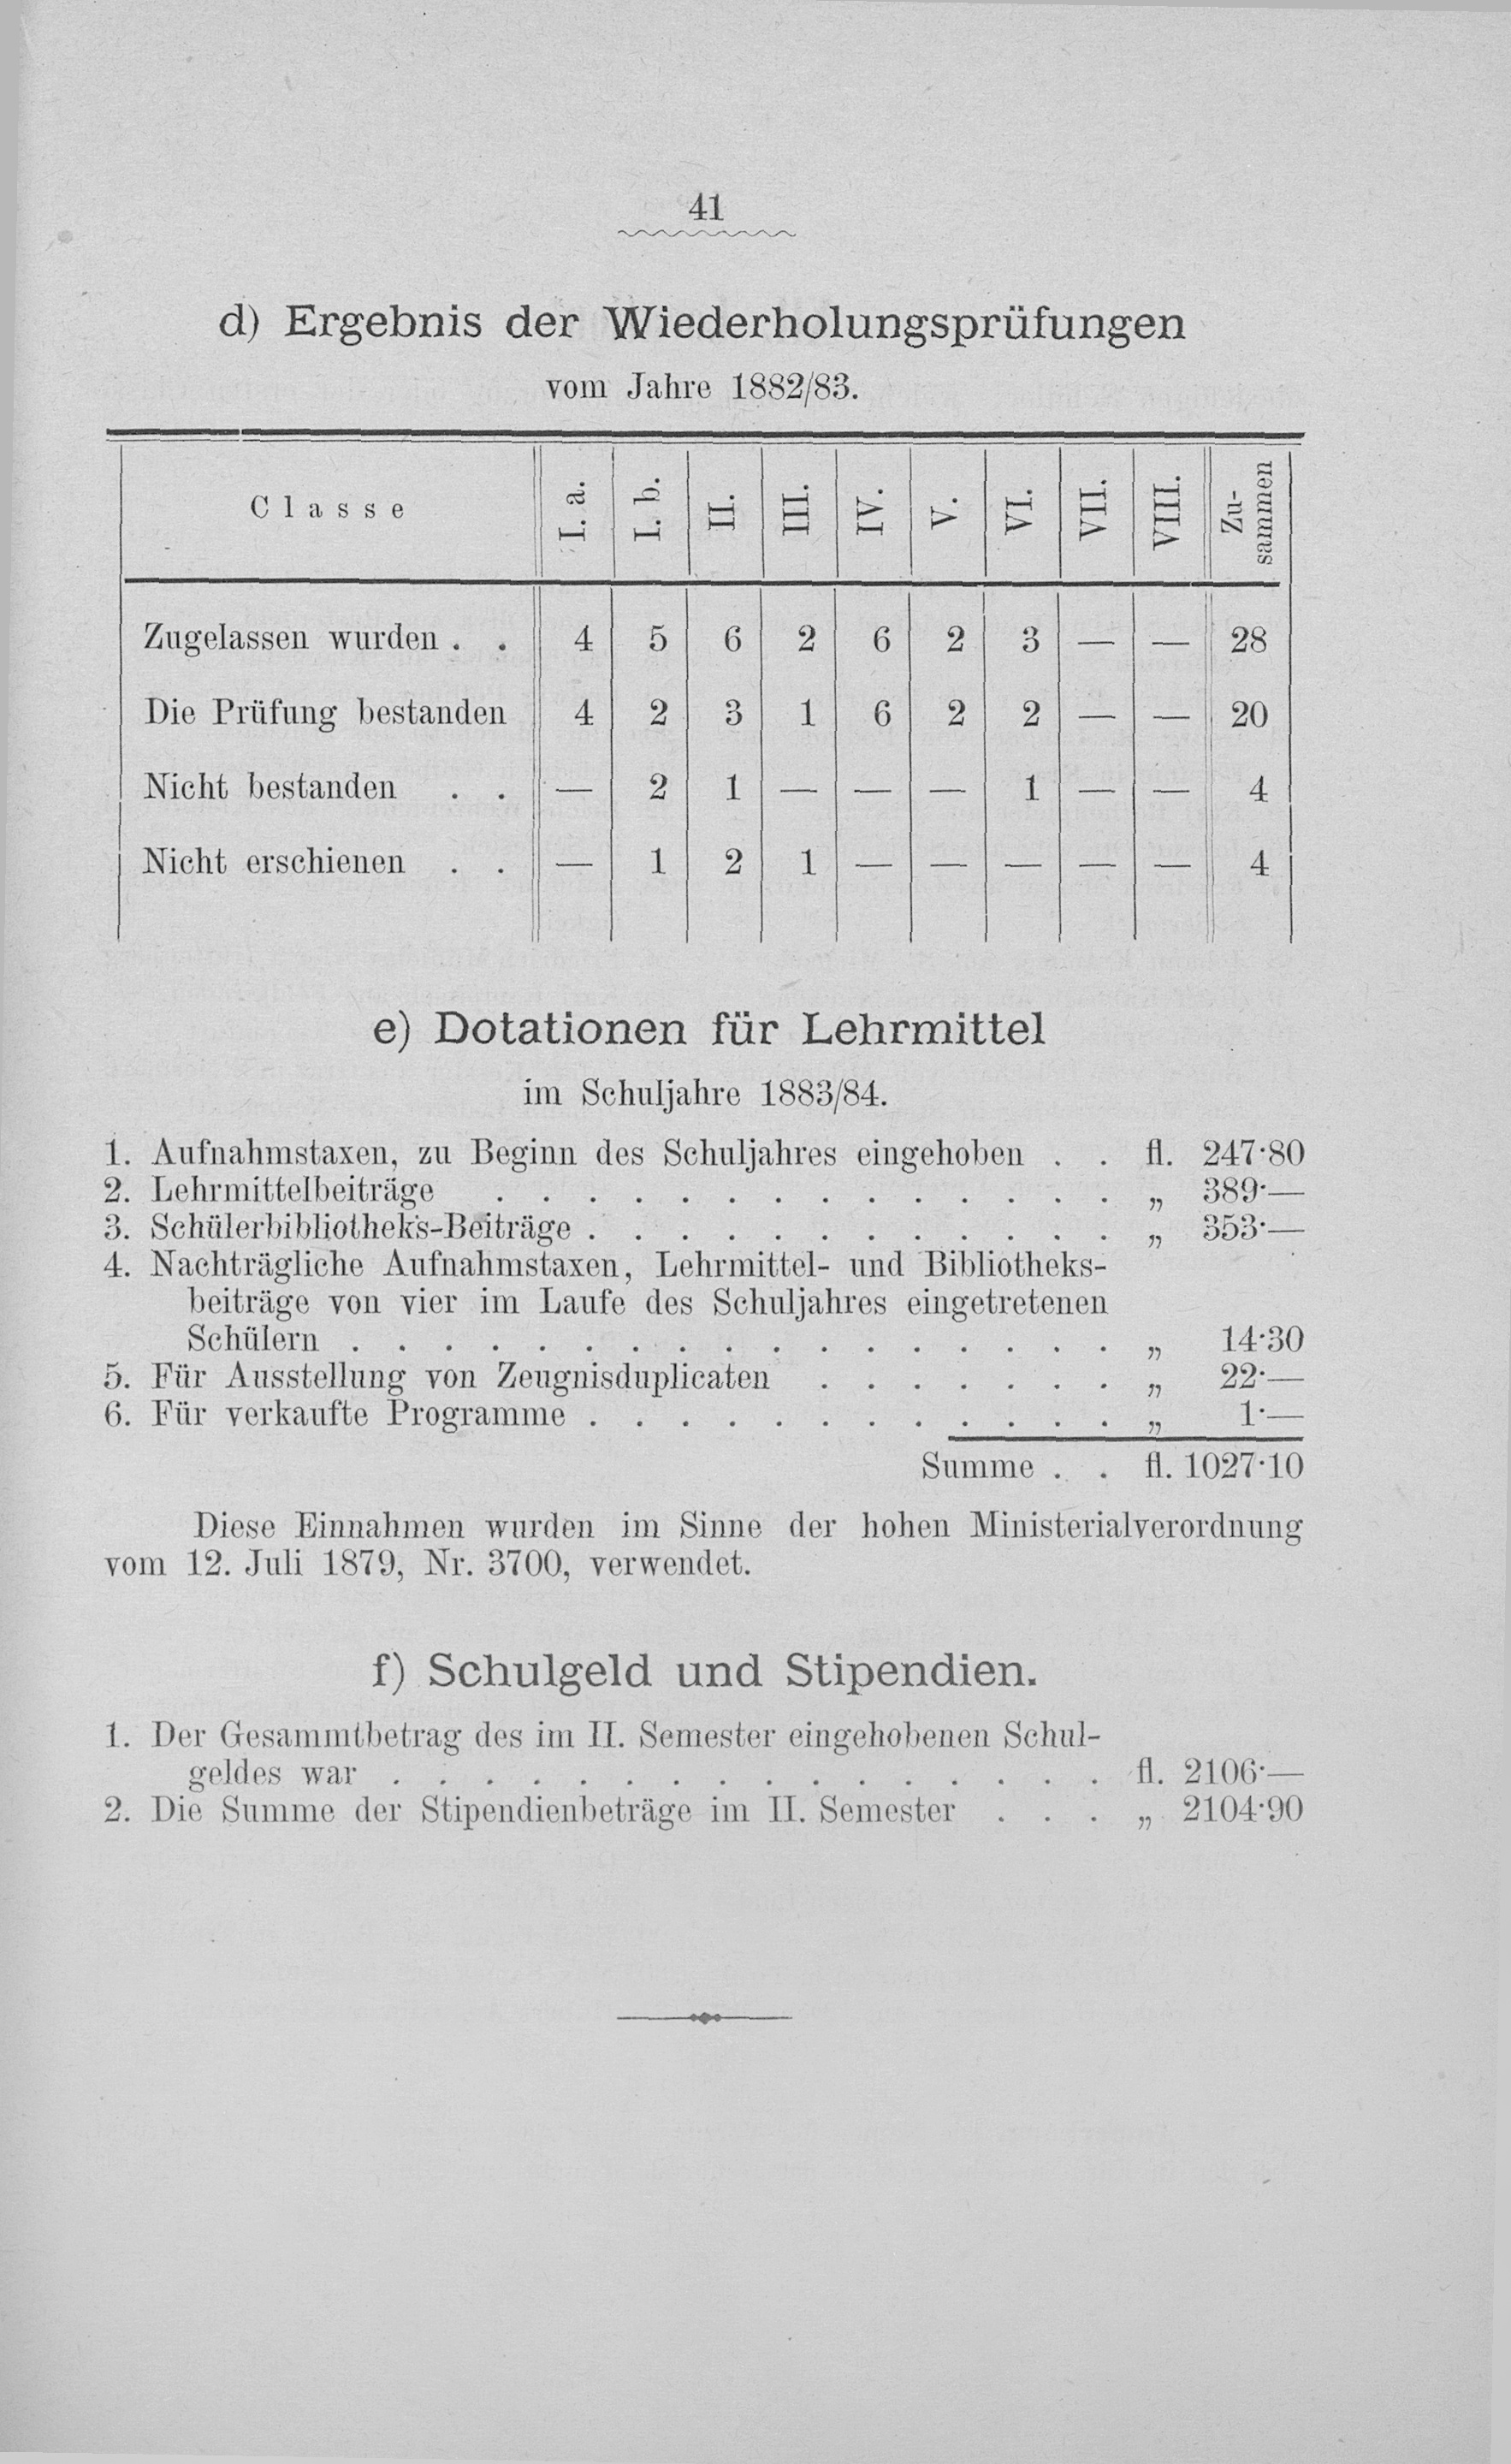 41
d) Ergebnis der Wiederholungsprüfungen
vom Jahre 1882/83.
Classe I. a. I. b. II. III. IV. V. VI. VII. VIII. Zu-
sammen
Zugelassen wurden . . 4 5 6 2 6 2 3 — — 28
Die Prüfung bestanden 4 2 3 1 6 2 2 — — 20
Nicht bestanden . . — 2 1 — — — 1 — — 4
Nicht erschienen . . — 1 2 1 — — — — — 4
e) Dotationen für Lehrmittel
im Schuljahre 1883/84.
1. Aufnahmstaxen, zu Beginn des Schuljahres eingehoben . . fl. 247·80
2. Lehrmittelbeiträge . . . . . . . . . . . . . . „ 389·—
3. Schülerbibliotheks-Beiträge . . . . . . . . . . . . „ 353·—
4. Nachträgliche Aufnahmstaxen, Lehrmittel- und Bibliotheks-
beiträge von vier im Laufe des Schuljahres eingetretenen
Schülern . . . . . . . . . . . . . . . . . „ 14·30
5. Für Ausstellung von Zeugnisduplicaten . . . . . . . „ 22·—
6. Für verkaufte Programme . . . . . . . . . . . . „ 1·—
Summe . . fl. 1027·10
Diese Einnahmen wurden im Sinne der hohen Ministerialverordnung
vom 12. Juli 1879, Nr. 3700, verwendet.
f) Schulgeld und Stipendien.
1. Der Gesammtbetrag des im II. Semester eingehobenen Schul-
geldes war . . . . . . . . . . . . . . . . fl. 2106·—
2. Die Summe der Stipendienbeträge im II. Semester . . . „ 2104·90